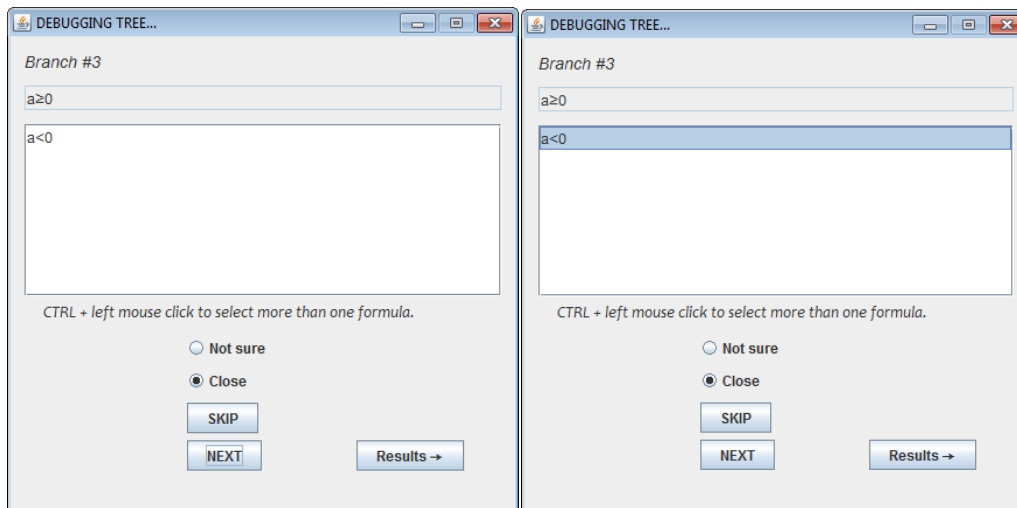 DEBUGGING TREE...
Branch #3
a≥0
a<0
CTRL + left mouse click to select more than one formula.
Not sure
Close
SKIP
NEXT
Results →
DEBUGGING TREE...
Branch #3
a≥0
a<0
CTRL + left mouse click to select more than one formula.
Not sure
Close
SKIP
NEXT
Results →